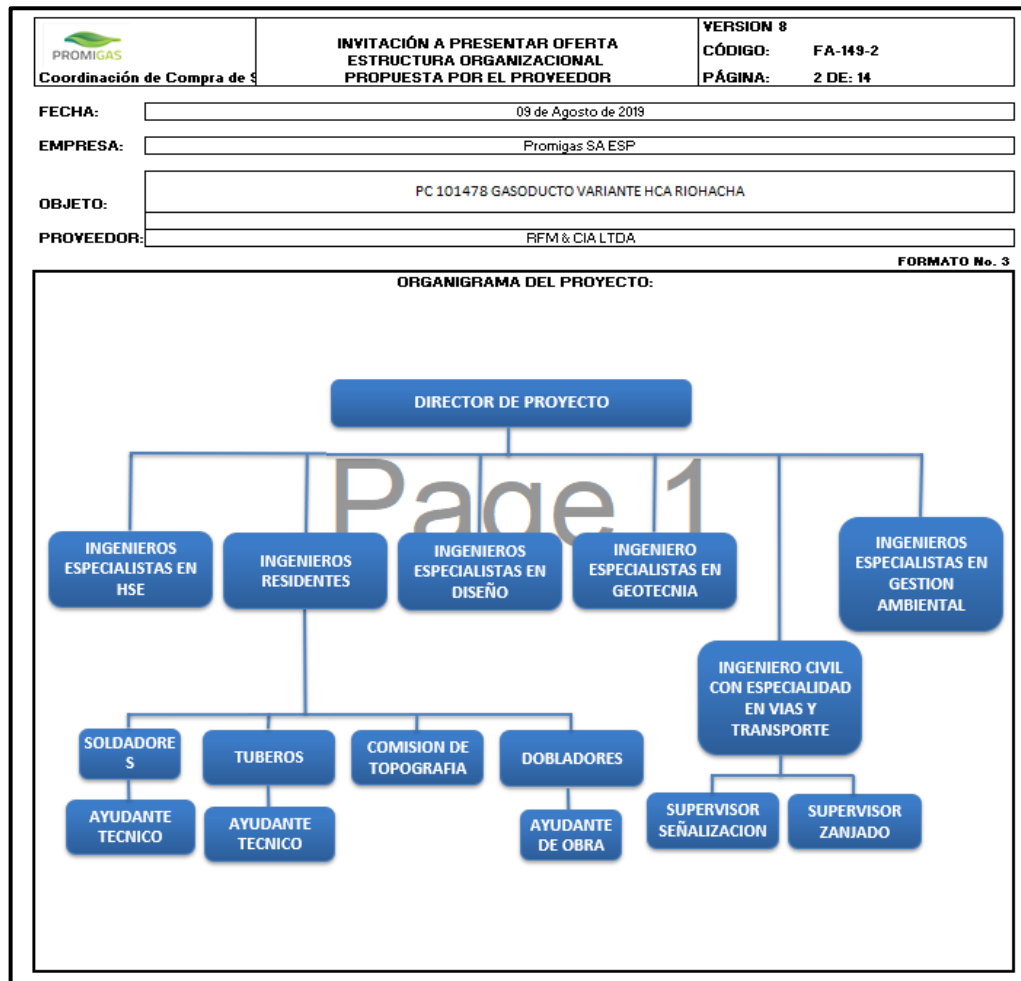 PROMIGAS
Coordinación de Compra de S
INVITACIÓN A PRESENTAR OFERTA
ESTRUCTURA ORGANIZACIONAL
PROPUESTA POR EL PROVEEDOR
VERSION 8
CÓDIGO: FA-149-2
PÁGINA: 2 DE: 14
FECHA: 09 de Agosto de 2019
EMPRESA: Promigas SA ESP
OBJETO: PC 101478 GASODUCTO VARIANTE HCA RIOHACHA
PROVEEDOR: RFM & CIA LTDA
FORMATO No. 3
ORGANIGRAMA DEL PROYECTO:
DIRECTOR DE PROYECTO
Page 1
INGENIEROS
ESPECIALISTAS EN
HSE
INGENIEROS
RESIDENTES
INGENIEROS
ESPECIALISTAS EN
DISEÑO
INGENIERO
ESPECIALISTAS EN
GEOTECNIA
INGENIEROS
ESPECIALISTAS EN
GESTION
AMBIENTAL
INGENIERO CIVIL
CON ESPECIALIDAD
EN VIAS Y
TRANSPORTE
SOLDADORE
S
TUBEROS
COMISION DE
TOPOGRAFIA
DOBLADORES
AYUDANTE
TECNICO
AYUDANTE
TECNICO
AYUDANTE
DE OBRA
SUPERVISOR
SEÑALIZACION
SUPERVISOR
ZANJADO